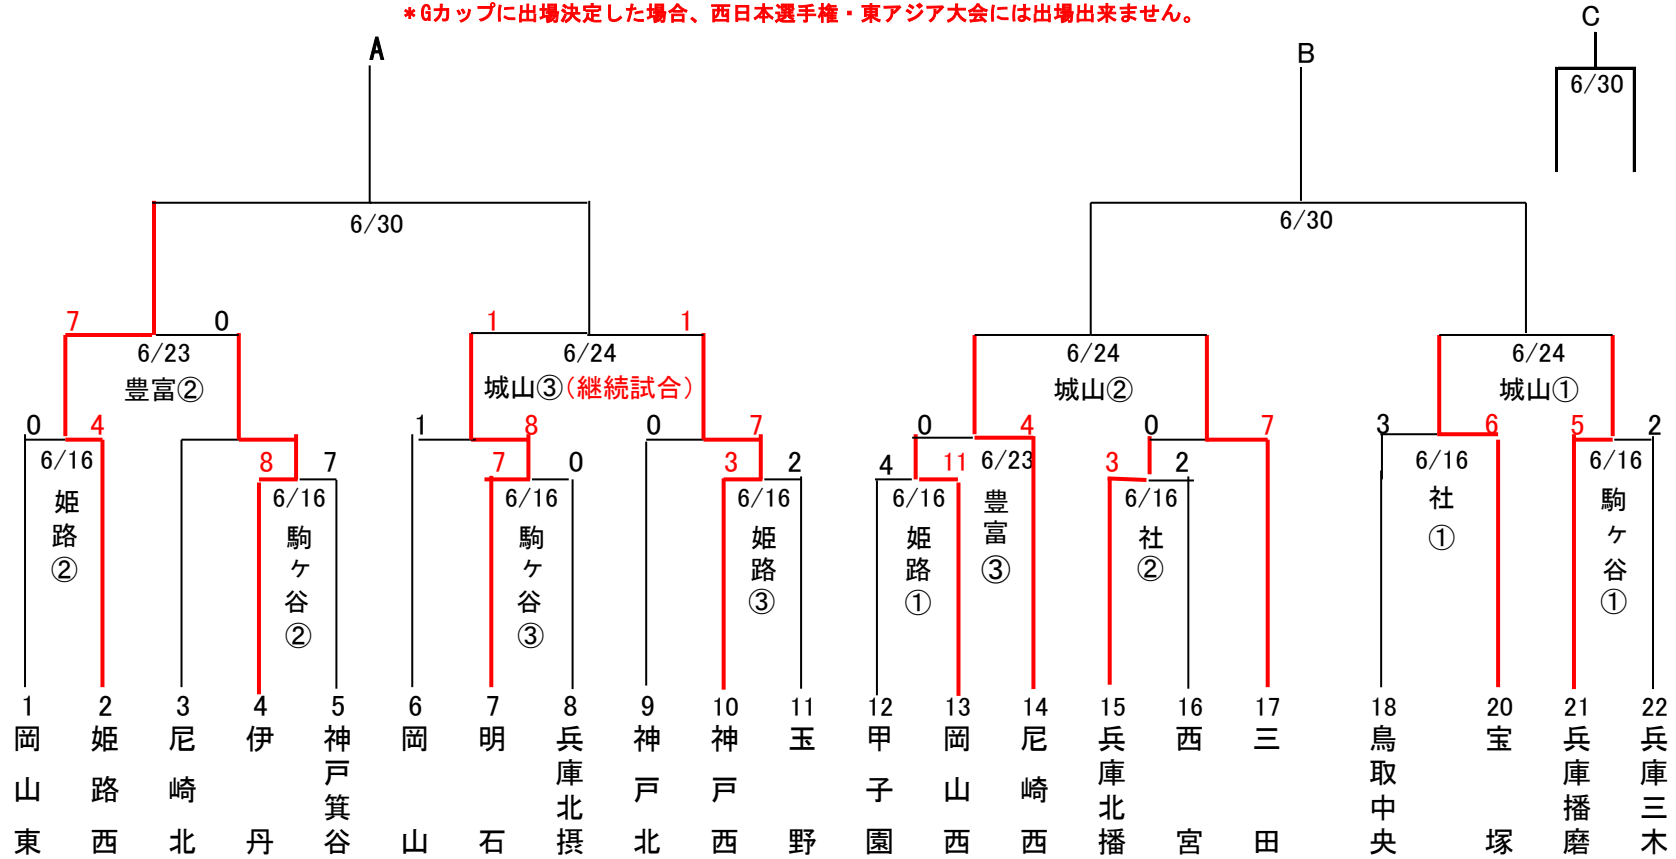 *Gカップに出場決定した場合、西日本選手権・東アジア大会には出場出来ません。
A
B
C
6/30
6/30
6/30
7
0
1
1
6/23
6/24
6/24
6/24
豊富②
城山③(継続試合)
城山②
城山①
0
4
1
8
0
7
0
4
0
7
3
6
5
2
6/16
8
7
7
0
3
2
4
11
6/23
3
2
6/16
6/16
姫路②
6/16
駒ヶ谷②
6/16
駒ヶ谷③
6/16
姫路③
6/16
姫路①
豊富③
6/16
社②
社①
駒ヶ谷①
1
2
3
4
5
6
7
8
9
10
11
12
13
14
15
16
17
18
20
21
22
岡山東
姫路西
尼崎北
伊丹
神戸箕谷
岡山
明石
兵庫北摂
神戸北
神戸西
玉野
甲子園
岡山西
尼崎西
兵庫北播
西宮
三田
鳥取中央
宝塚
兵庫播磨
兵庫三木